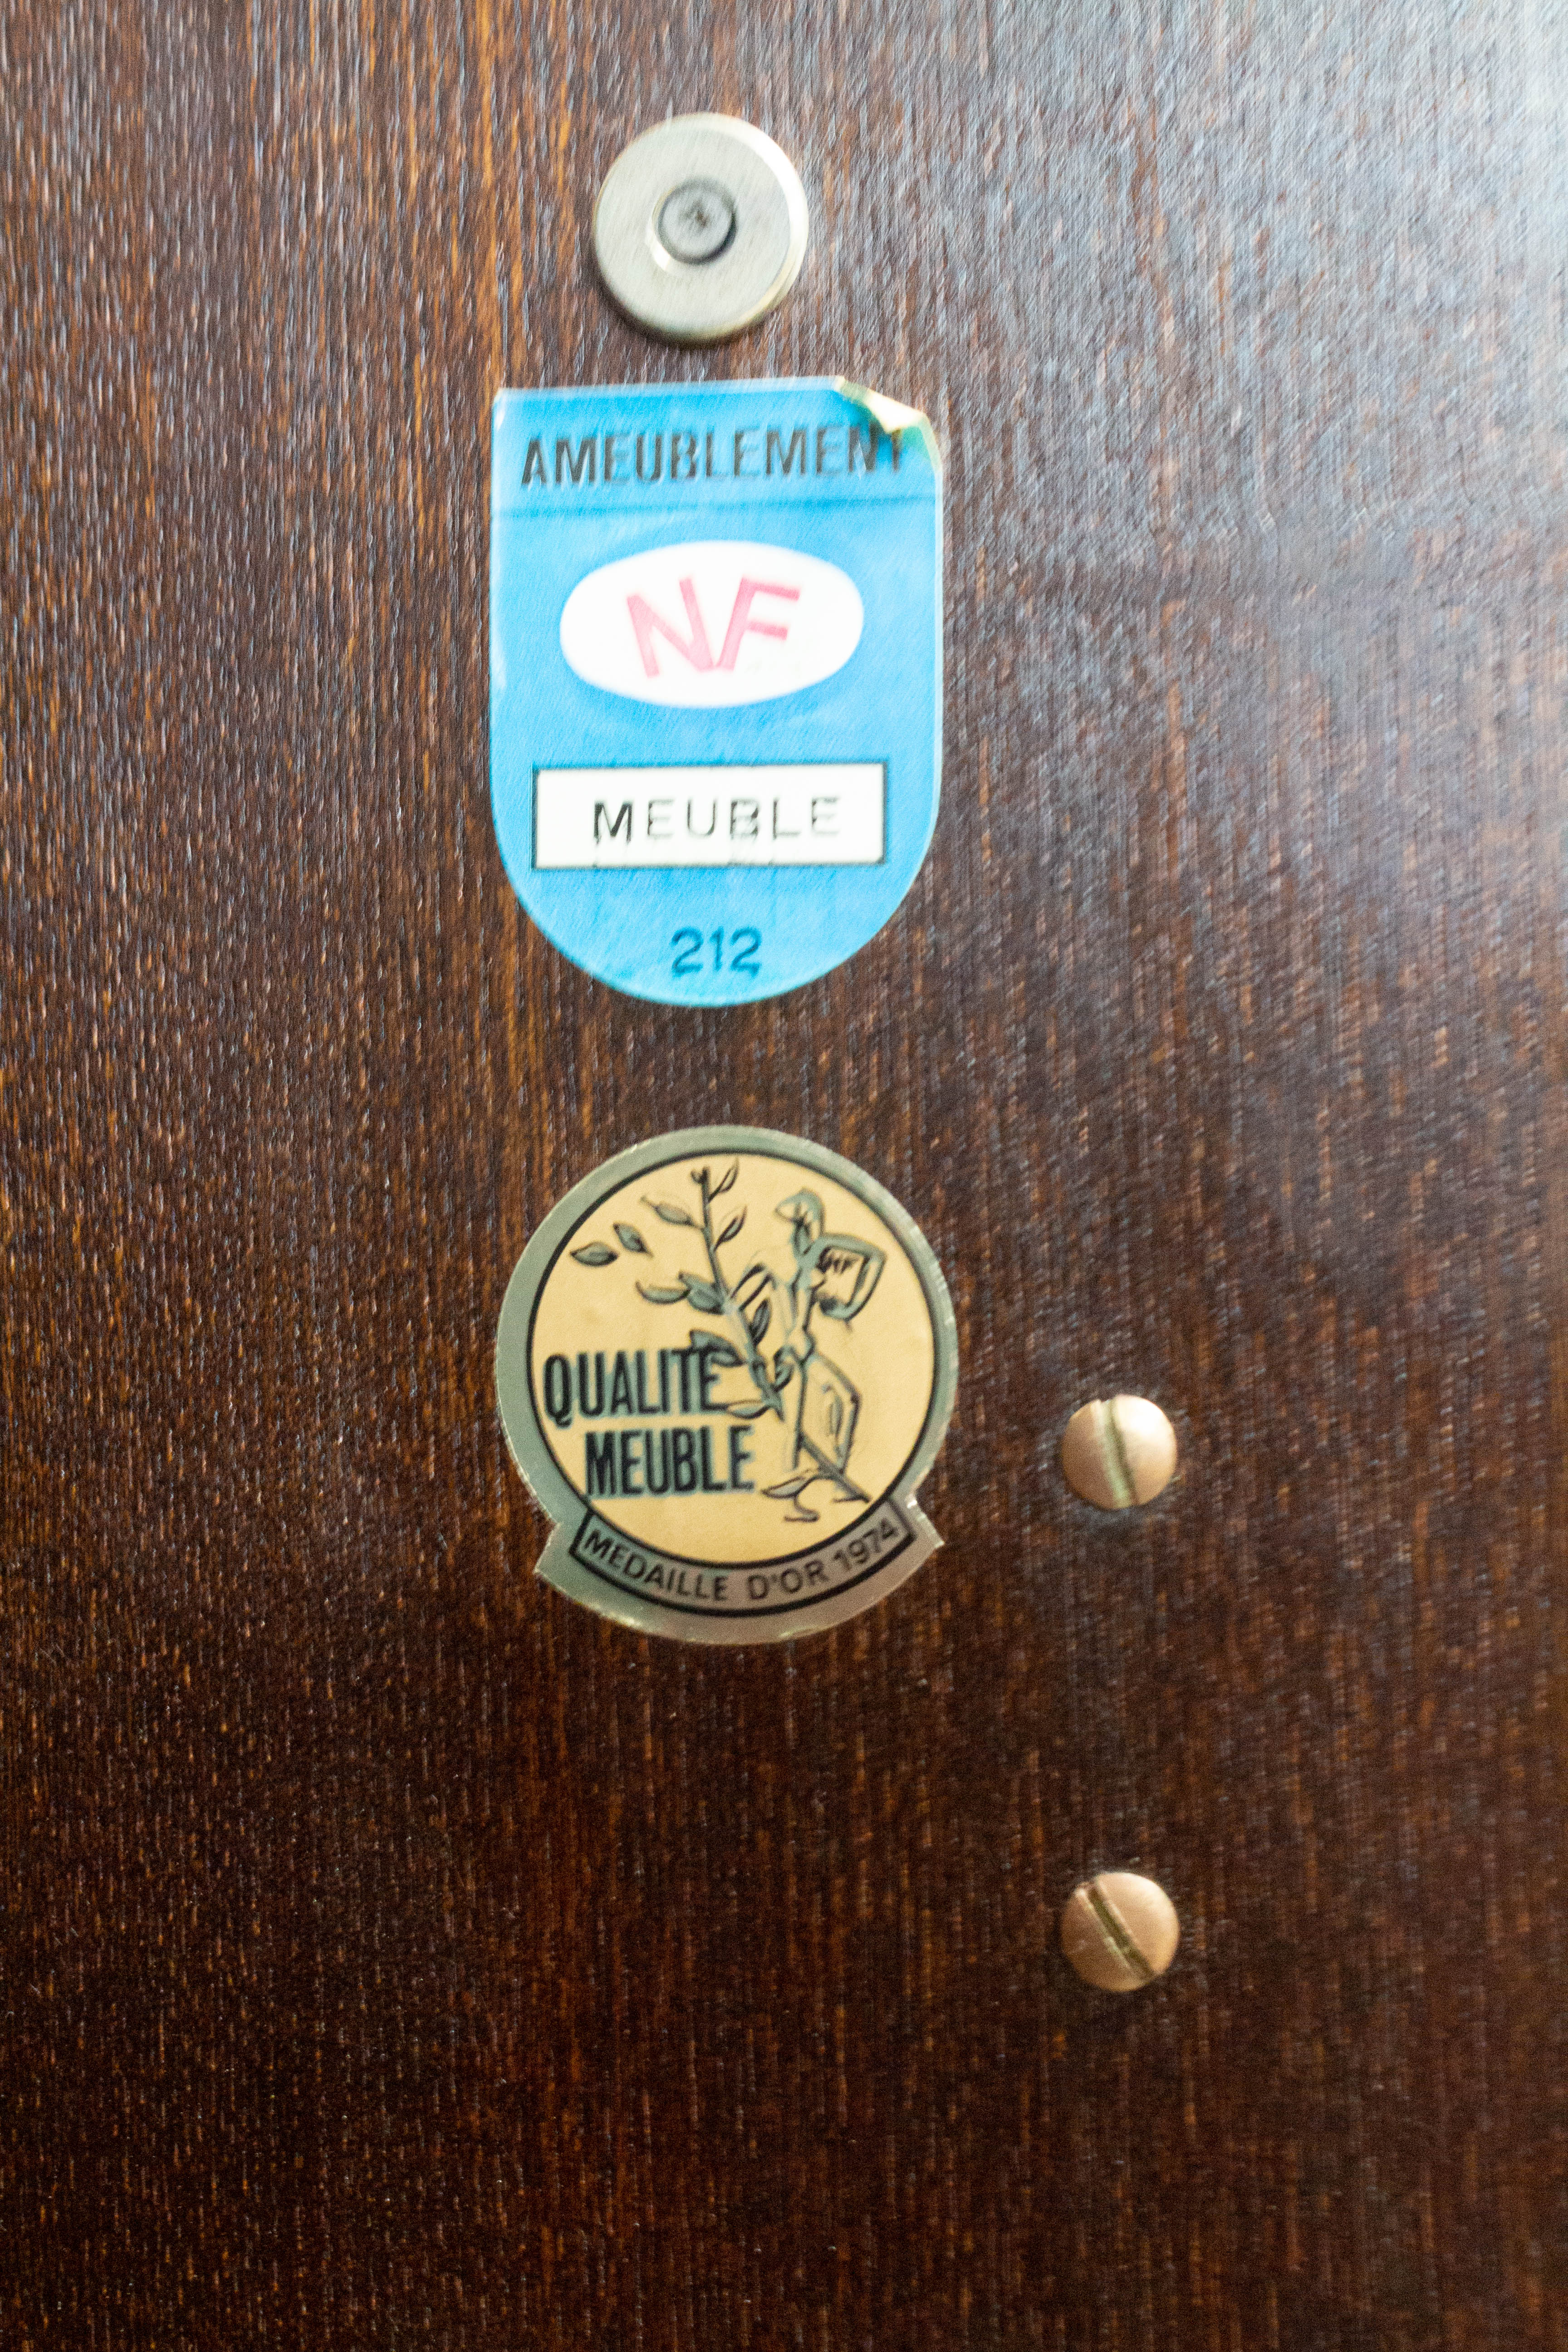 AMEUBLEMENT
NF
MEUBLE
212
QUALITE
MEUBLE
MEDAILLE D'OR 1974